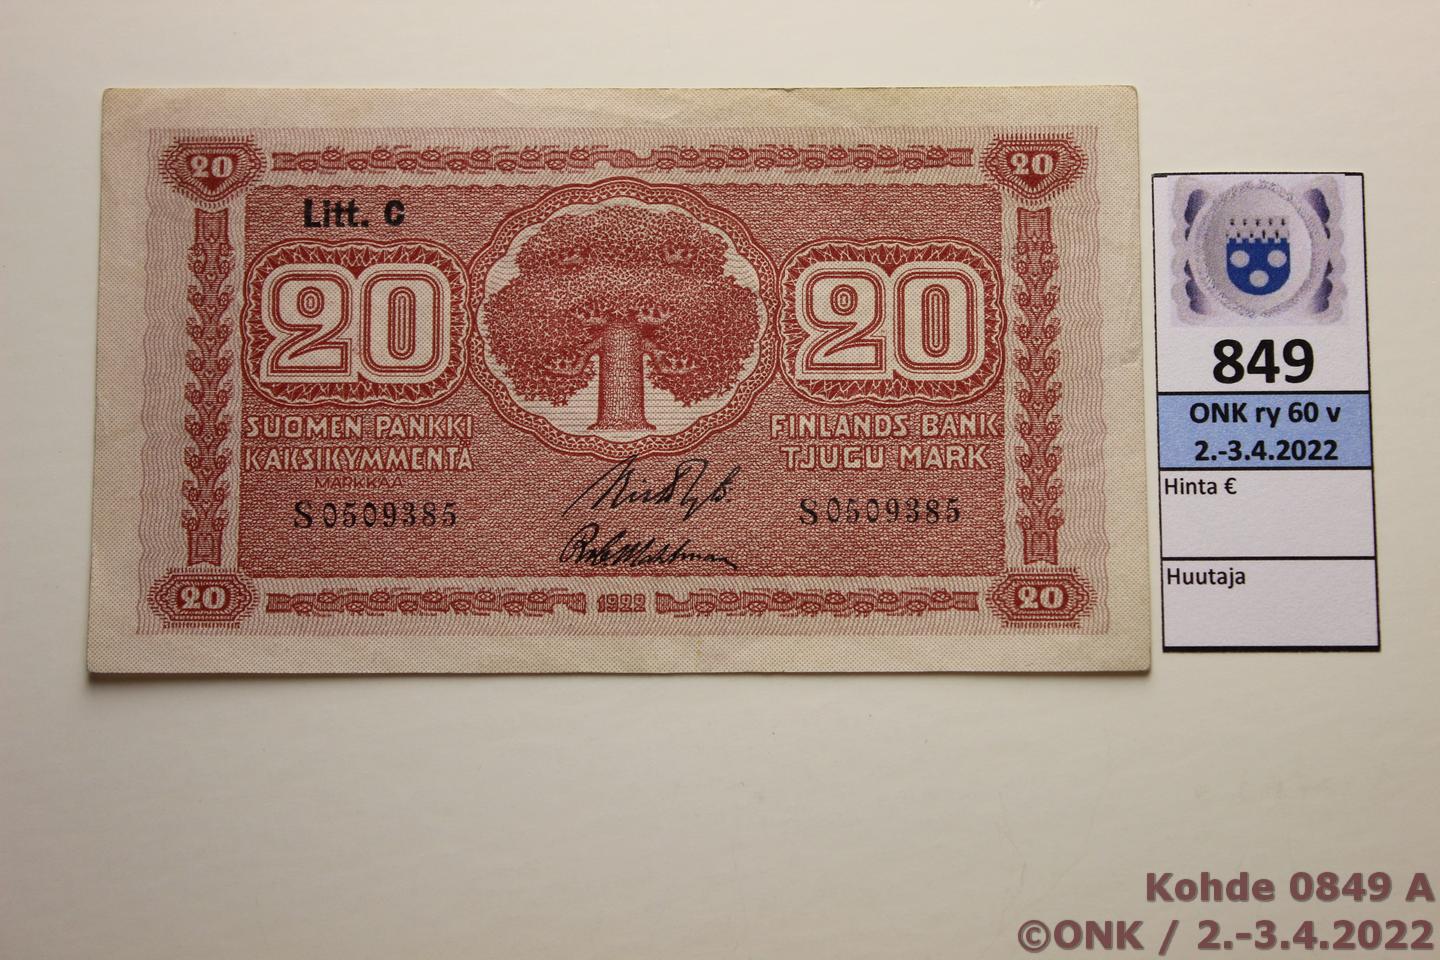 20
20
Litt. C
20
20
SUOMEN PANKKI
KAKSIKYMMENTÄ
MARKKAA
FINLANDS BANK
TJUGU MARK
S0509385
S0509385
20
1922
20
849
ONK ry 60 v
2.-3.4.2022
Hinta €
Huutaja
Kohde 0849 A
©ONK / 2.-3.4.2022